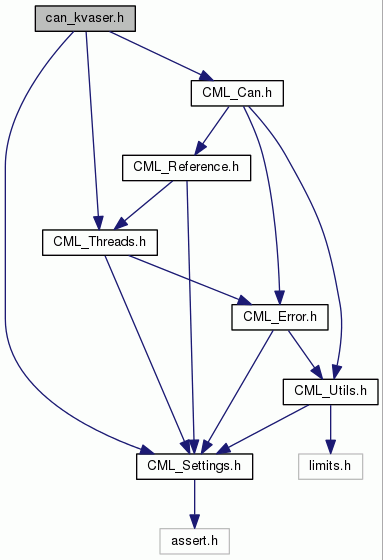 can_kvaser.h
CML_Can.h
CML_Reference.h
CML_Threads.h
CML_Error.h
CML_Utils.h
CML_Settings.h
limits.h
assert.h